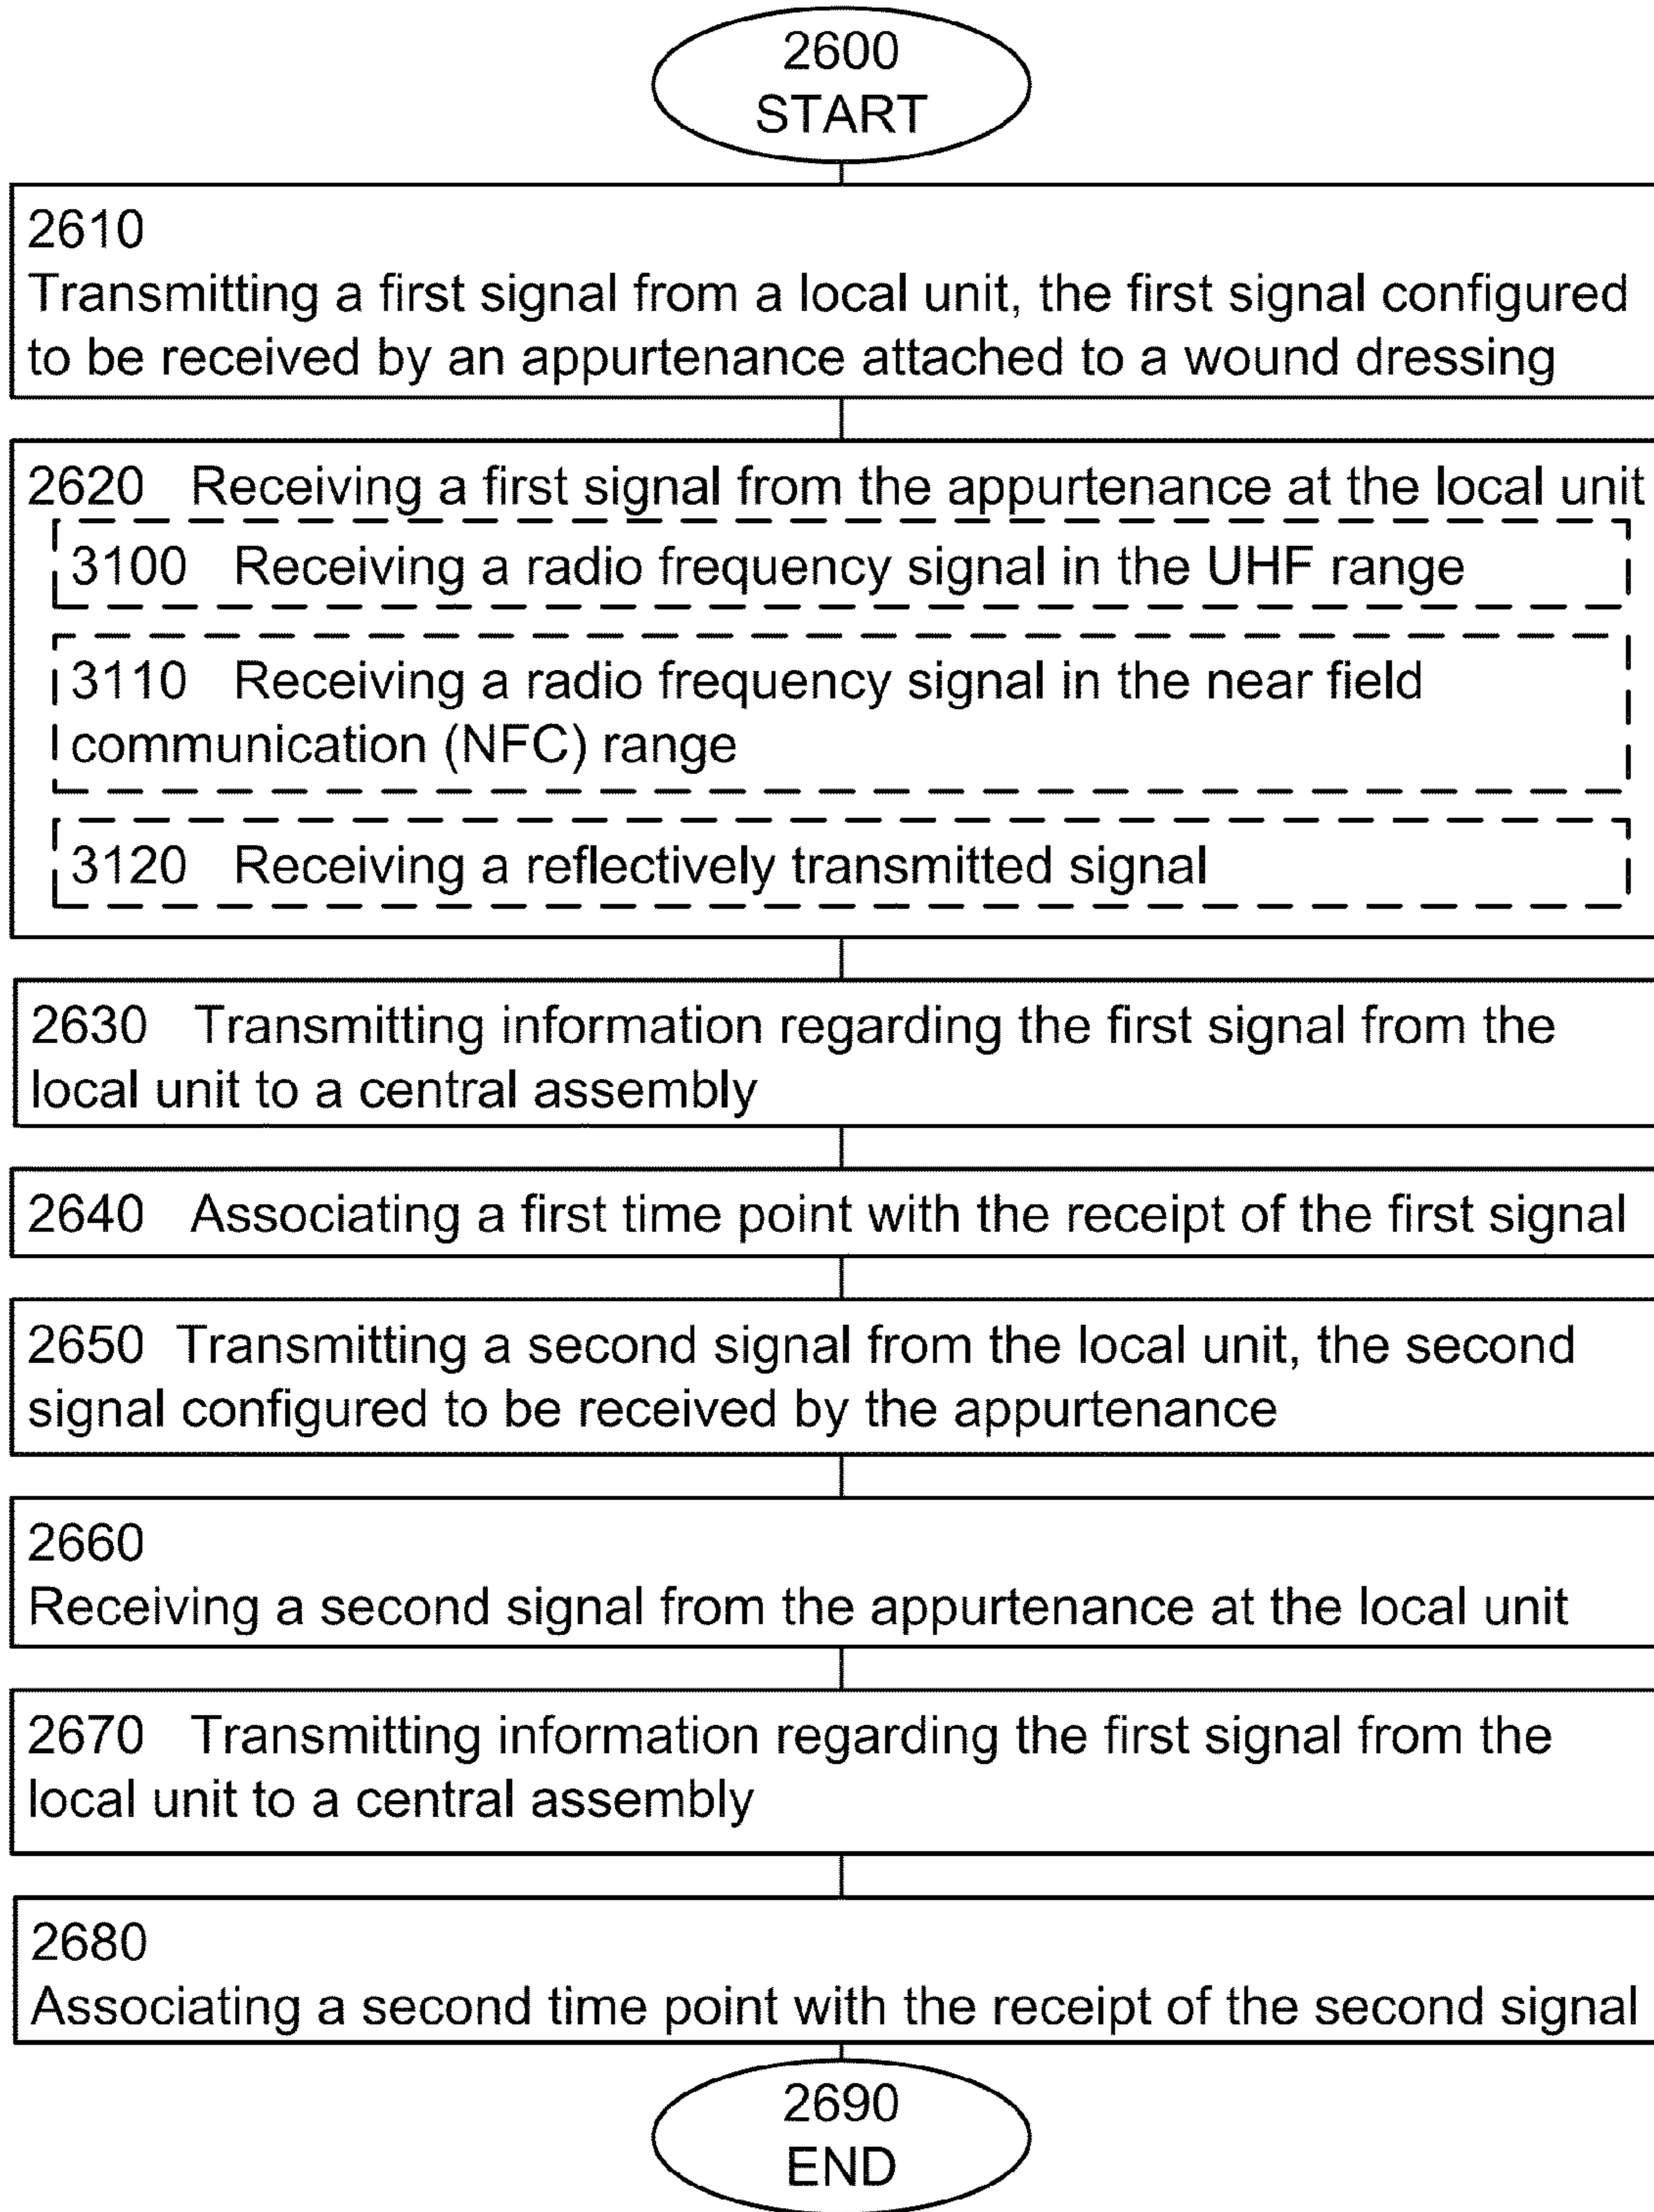 2600
START
2610
Transmitting a first signal from a local unit, the first signal configured
to be received by an appurtenance attached to a wound dressing
2620 Receiving a first signal from the appurtenance at the local unit
3100 Receiving a radio frequency signal in the UHF range
3110 Receiving a radio frequency signal in the near field
communication (NFC) range
3120 Receiving a reflectively transmitted signal
2630 Transmitting information regarding the first signal from the
local unit to a central assembly
2640 Associating a first time point with the receipt of the first signal
2650 Transmitting a second signal from the local unit, the second
signal configured to be received by the appurtenance
2660
Receiving a second signal from the appurtenance at the local unit
2670 Transmitting information regarding the first signal from the
local unit to a central assembly
2680
Associating a second time point with the receipt of the second signal
2690
END